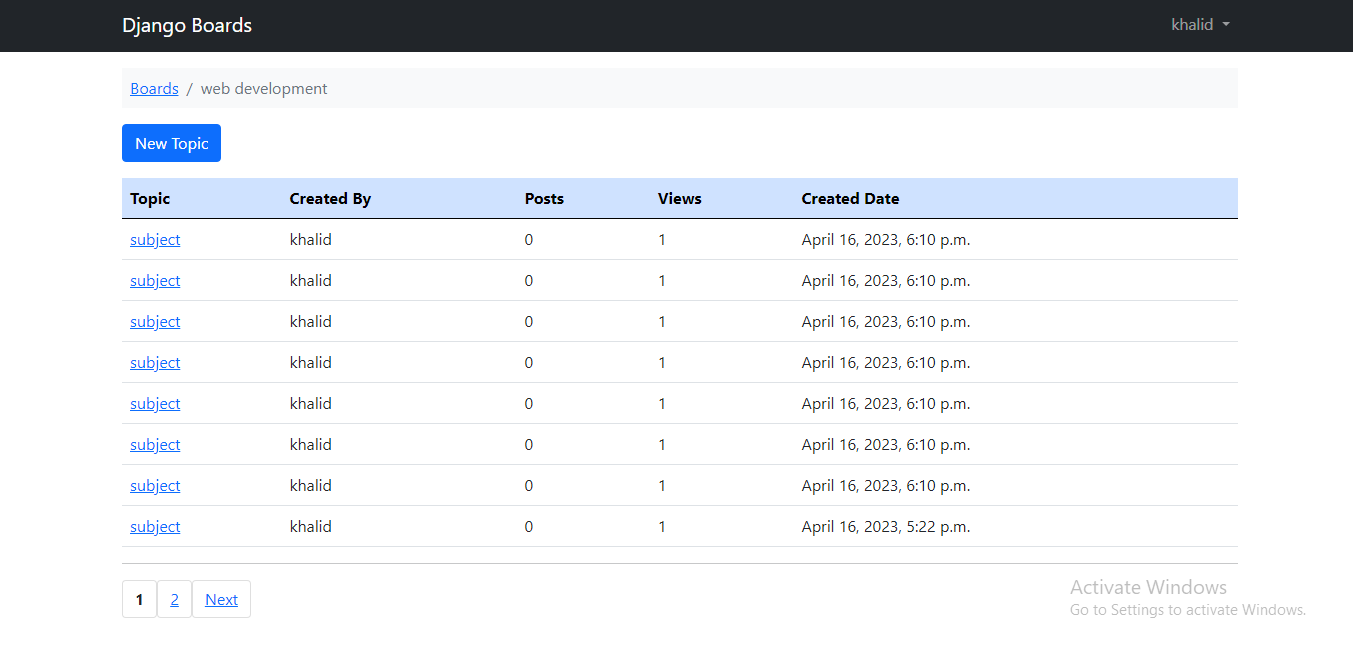 Django Boards khalid
Boards / web development
New Topic
Topic Created By Posts Views Created Date
subject khalid 0 1 April 16, 2023, 6:10 p.m.
subject khalid 0 1 April 16, 2023, 6:10 p.m.
subject khalid 0 1 April 16, 2023, 6:10 p.m.
subject khalid 0 1 April 16, 2023, 6:10 p.m.
subject khalid 0 1 April 16, 2023, 6:10 p.m.
subject khalid 0 1 April 16, 2023, 6:10 p.m.
subject khalid 0 1 April 16, 2023, 6:10 p.m.
subject khalid 0 1 April 16, 2023, 5:22 p.m.
1 2 Next
Activate Windows
Go to Settings to activate Windows.